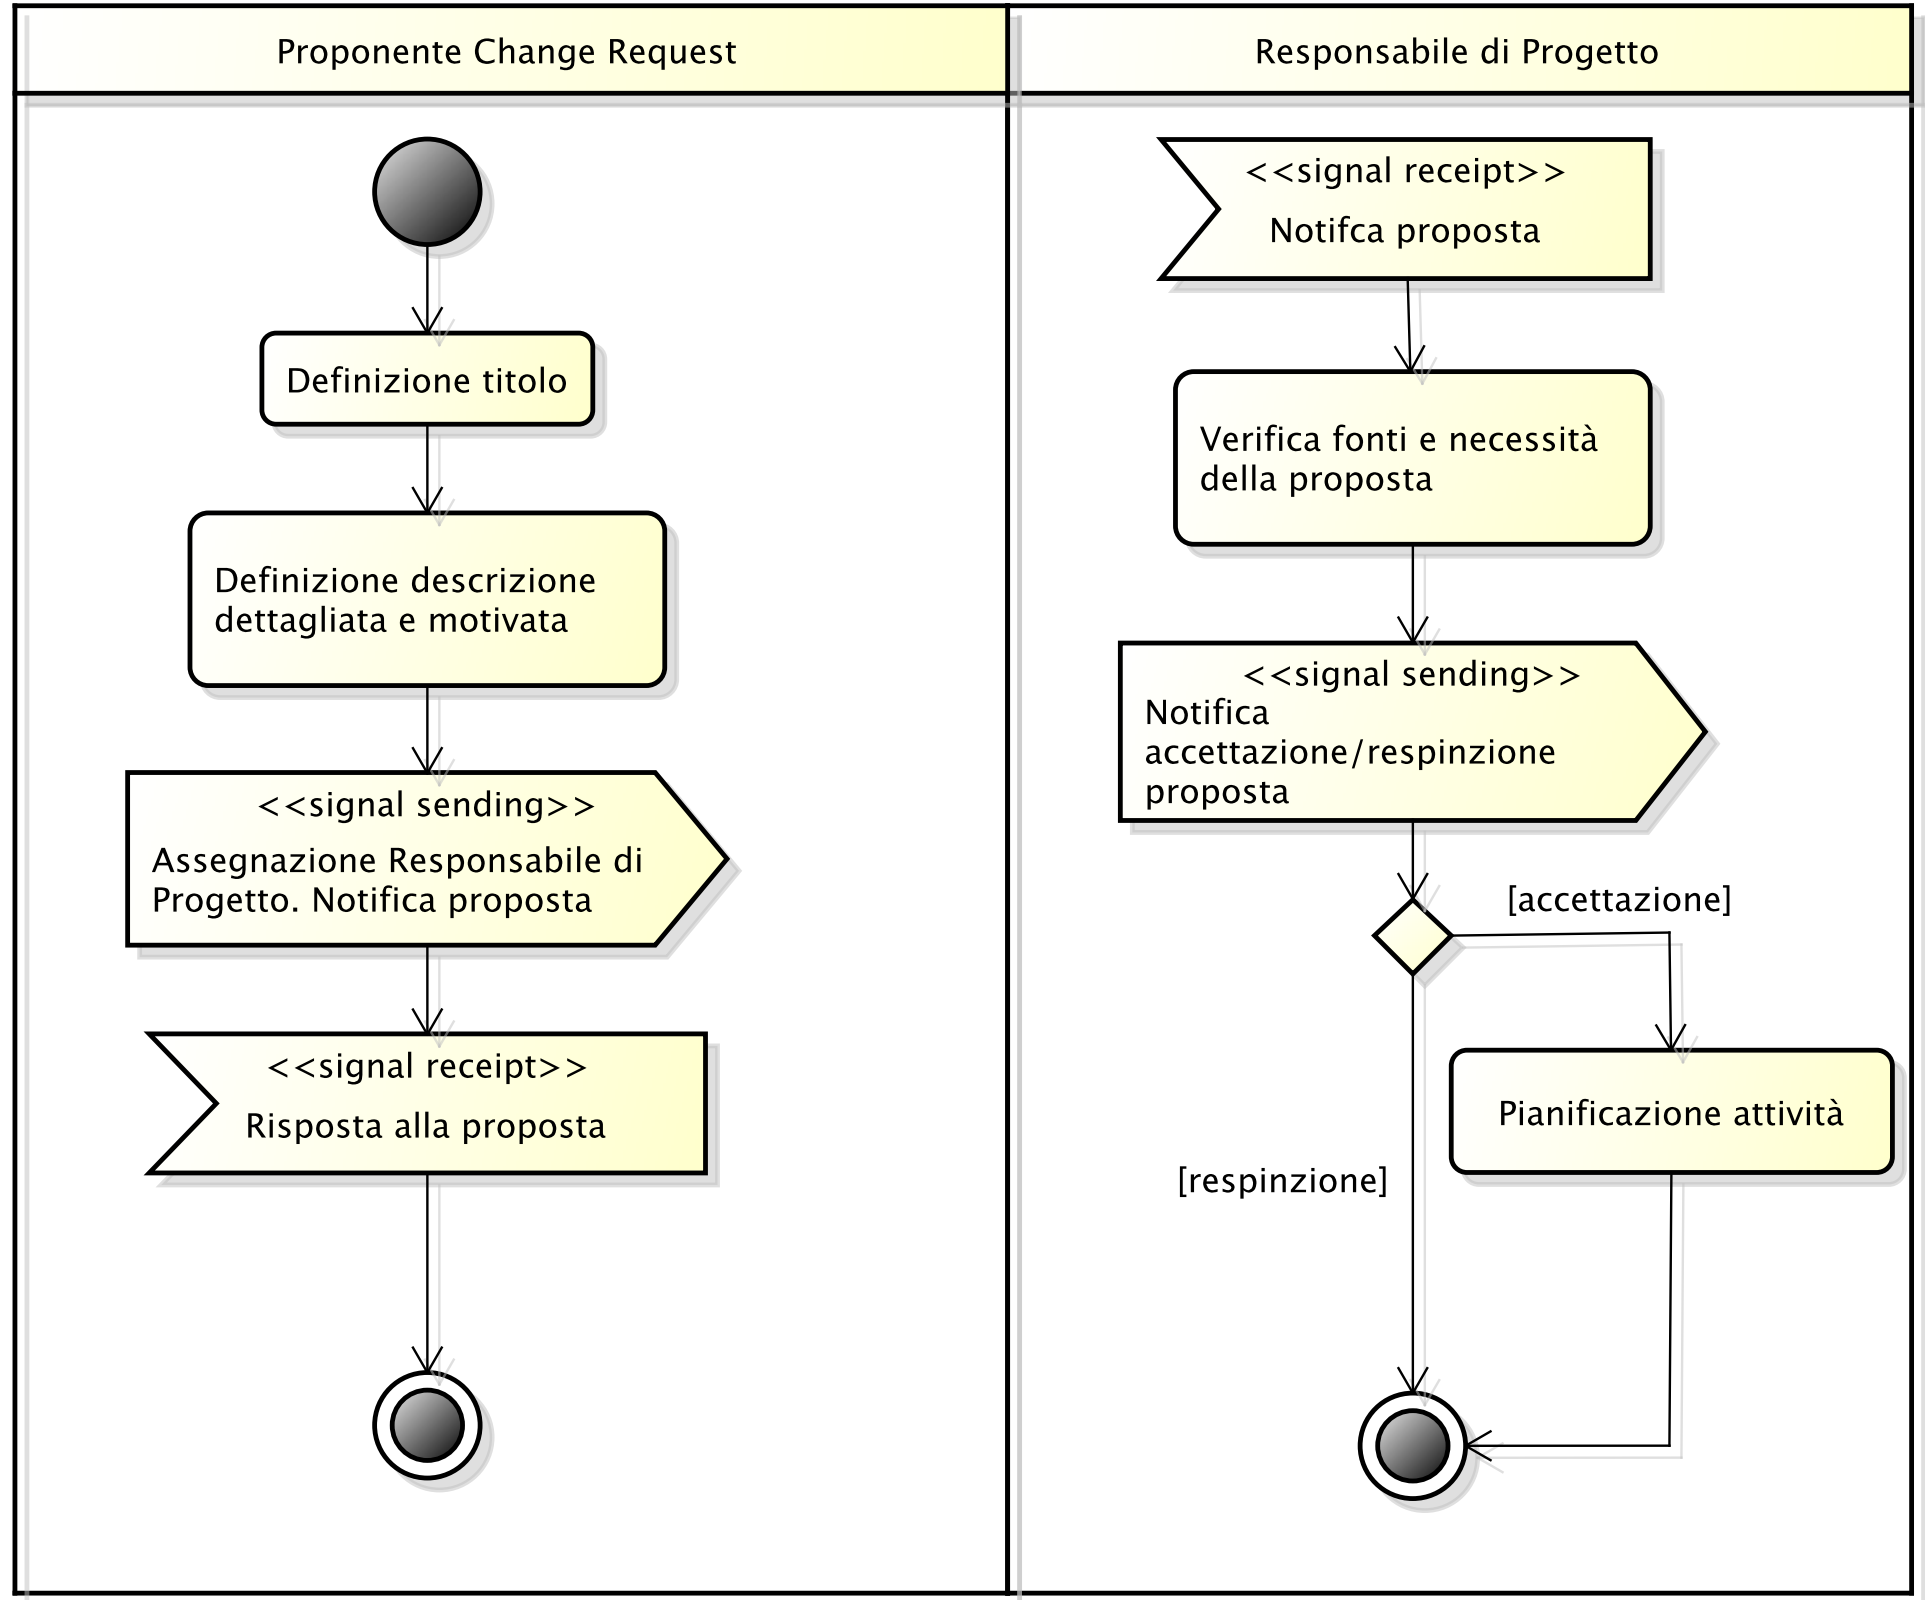 Proponente Change Request
Responsabile di Progetto
Definizione titolo
Definizione descrizione
dettagliata e motivata
<<signal sending>>
Assegnazione Responsabile di
Progetto. Notifica proposta
<<signal receipt>>
Risposta alla proposta
<<signal receipt>>
Notifca proposta
Verifica fonti e necessità
della proposta
<<signal sending>>
Notifica
accettazione/respinzione
proposta
[accettazione]
Pianificazione attività
[respinzione]